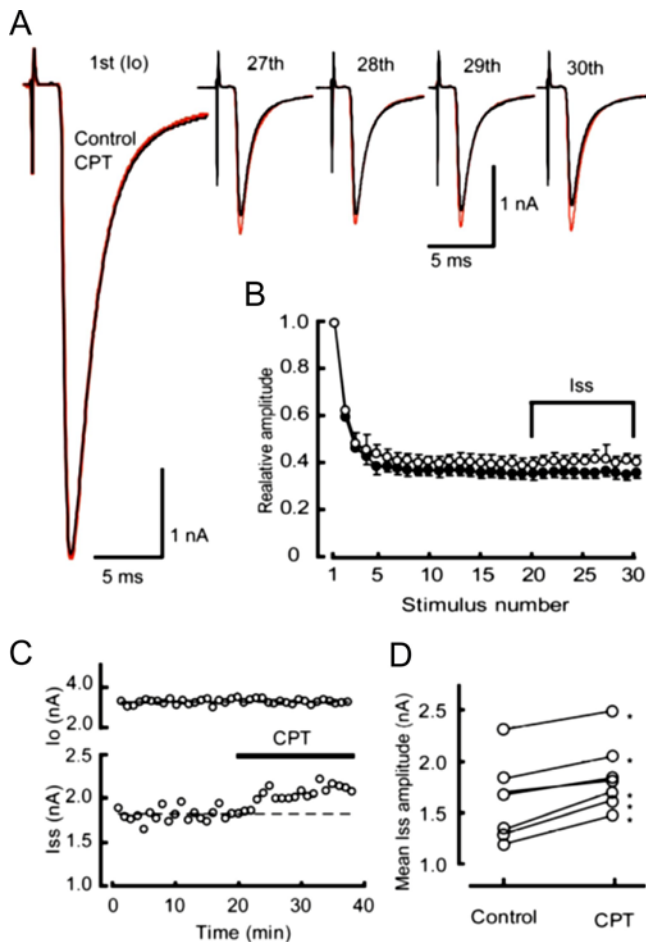 A
1st (Io)
27th
28th
29th
30th
Control
CPT
1 nA
5 ms
1 nA
5 ms
B
Realative amplitude
1.0
0.8
0.6
0.4
0.2
0
Iss
1
5
10
15
20
25
30
Stimulus number
C
Io (nA)
4.0
2.0
CPT
Iss (nA)
2.5
2.0
1.5
1.0
0
10
20
30
40
Time (min)
D
Mean Iss amplitude (nA)
2.5
2.0
1.5
1.0
*
*
*
*
*
Control
CPT